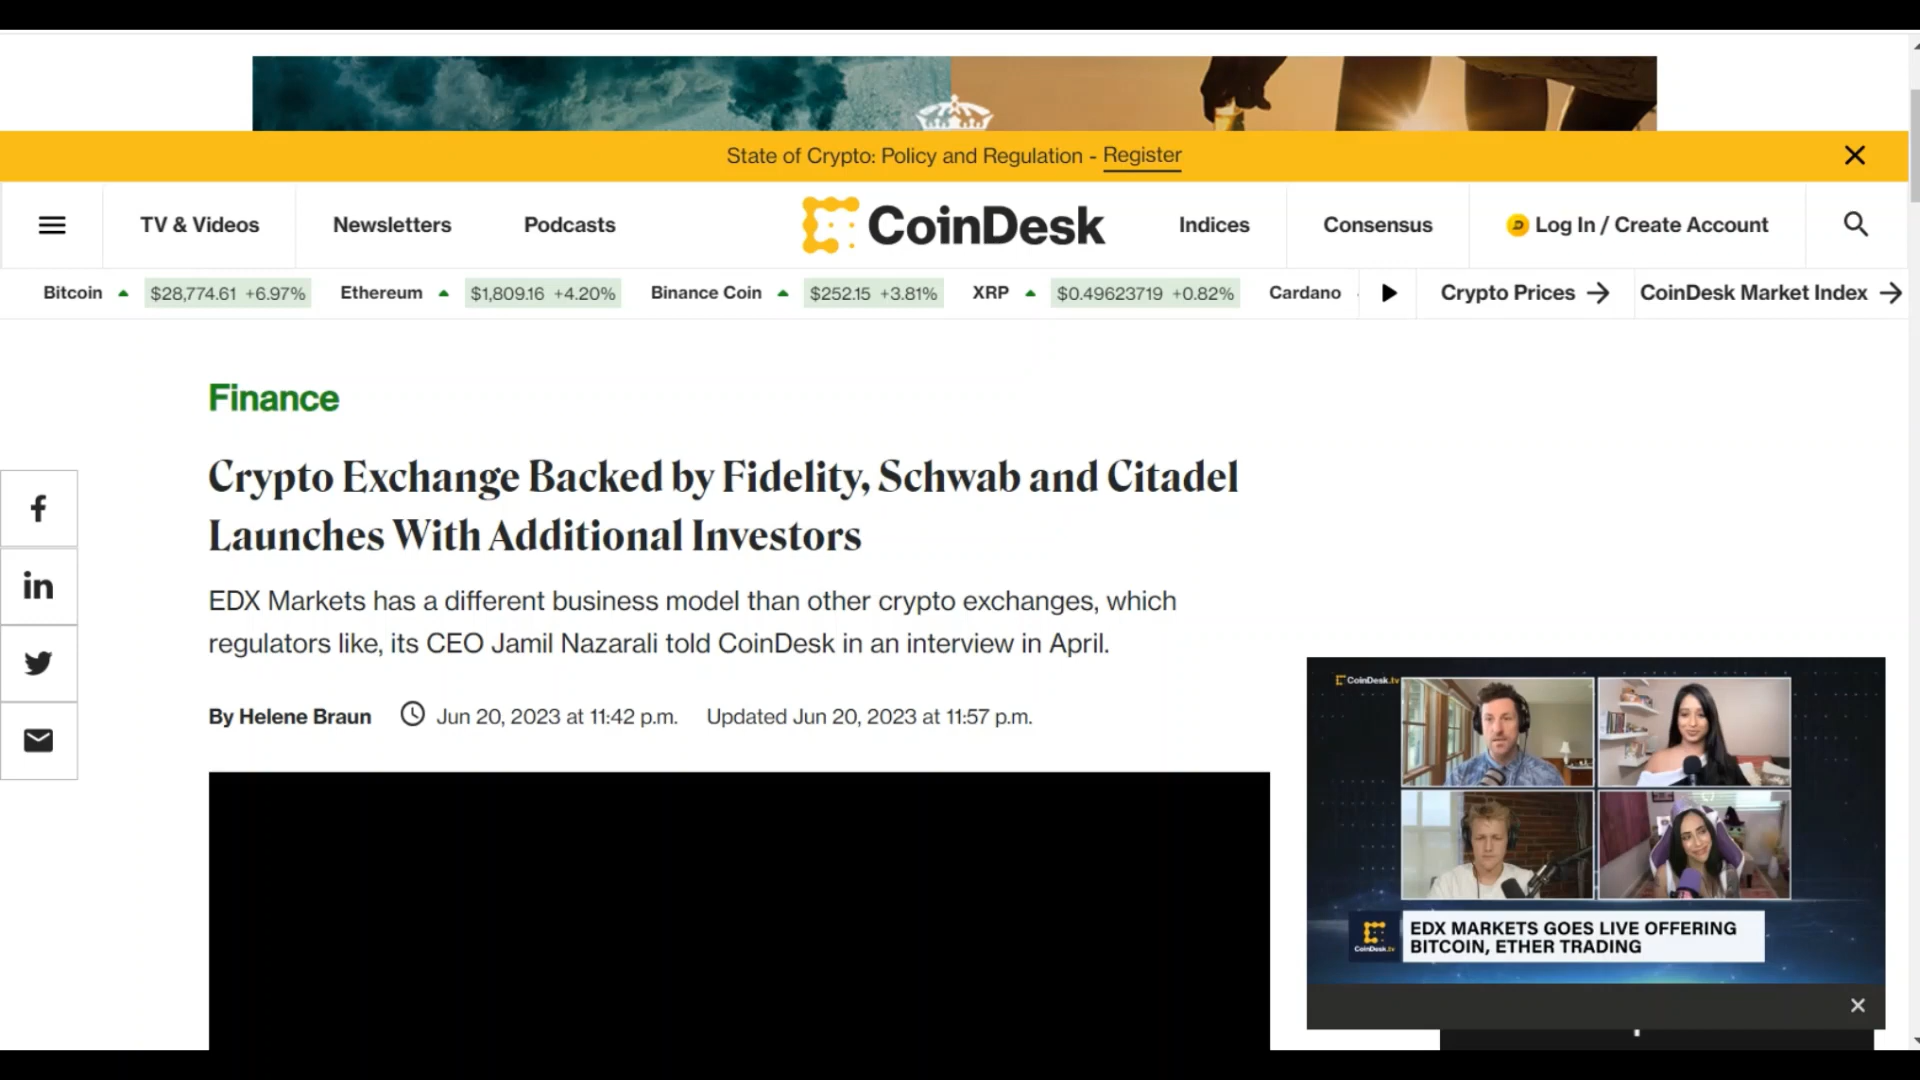 State of Crypto: Policy and Regulation - Register
TV & Videos
Newsletters
Podcasts
CoinDesk
Indices
Consensus
Log In / Create Account
Bitcoin $28,774.61 +6.97% Ethereum $1,809.16 +4.20% Binance Coin $252.15 +3.81% XRP $0.49623719 +0.82% Cardano
Crypto Prices
CoinDesk Market Index
Finance
Crypto Exchange Backed by Fidelity, Schwab and Citadel
Launches With Additional Investors
EDX Markets has a different business model than other crypto exchanges, which
regulators like, its CEO Jamil Nazarali told CoinDesk in an interview in April.
By Helene Braun Jun 20, 2023 at 11:42 p.m. Updated Jun 20, 2023 at 11:57 p.m.
f
in
CoinDesk.tv
CoinDesk.tv
EDX MARKETS GOES LIVE OFFERING
BITCOIN, ETHER TRADING